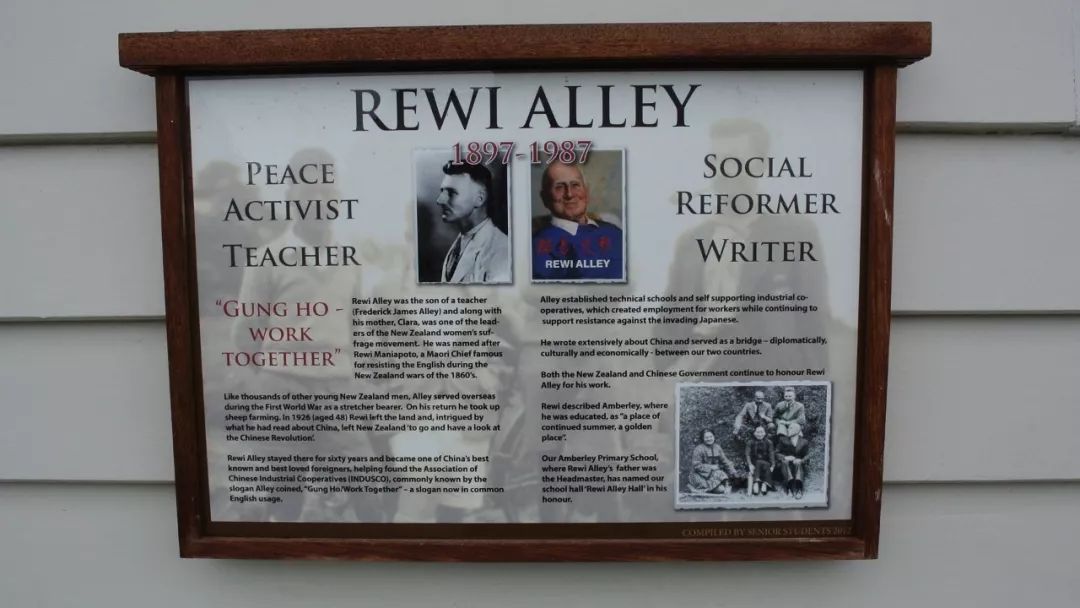 REWI ALLEY
1897-1987
PEACE
ACTIVIST
TEACHER
SOCIAL
REFORMER
WRITER
REWI ALLEY
"GUNG HO -
WORK
TOGETHER"
Rewi Alley was the son of a teacher
(Frederick James Alley) and along with
his mother, Clara, was one of the lead-
ers of the New Zealand women's suf-
frage movement. He was named after
Rewi Maniapoto, a Maori Chief famous
for resisting the English during the
New Zealand wars of the 1860's.
Like thousands of other young New Zealand men, Alley served overseas
during the First World War as a stretcher bearer. On his return he took up
sheep farming. In 1926 (aged 48) Rewi left the land and, intrigued by
what he had read about China, left New Zealand 'to go and have a look at
the Chinese Revolution'.
Rewi Alley stayed there for sixty years and became one of China's best
known and best loved foreigners, helping found the Association of
Chinese Industrial Cooperatives (INDUSCO), commonly known by the
slogan Alley coined, "Gung Ho/Work Together" – a slogan now in common
English usage.
Alley established technical schools and self supporting industrial co-
operatives, which created employment for workers while continuing to
support resistance against the invading Japanese.
He wrote extensively about China and served as a bridge – diplomatically,
culturally and economically - between our two countries.
Both the New Zealand and Chinese Government continue to honour Rewi
Alley for his work.
Rewi described Amberley, where
he was educated, as "a place of
continued summer, a golden
place".
Our Amberley Primary School,
where Rewi Alley's father was
the Headmaster, has named our
school hall 'Rewi Alley Hall' in his
honour.
COMPILED BY SENIOR STUDENTS 2012